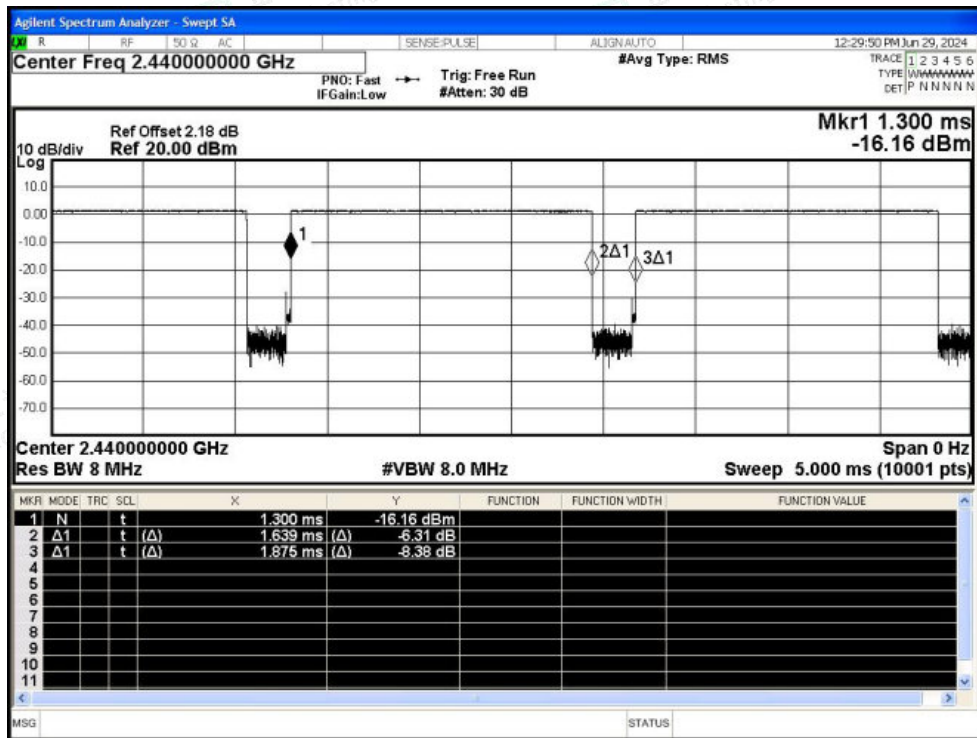 Agilent Spectrum Analyzer - Swept SA
R RF 50 Ω AC SENSE:PULSE ALIGN AUTO 12:29:50 PM Jun 29, 2024
Center Freq 2.440000000 GHz #Avg Type: RMS TRACE 1 2 3 4 5 6
PNO: Fast Trig: Free Run TYPE WWWWWW
IFGain:Low #Atten: 30 dB DET P N N N N N
Mkr1 1.300 ms
Ref Offset 2.18 dB
10 dB/div Ref 20.00 dBm -16.16 dBm
Log
10.0
0.00
-10.0
1
2Δ1
3Δ1
-20.0
-30.0
-40.0
-50.0
-60.0
-70.0
Center 2.440000000 GHz Span 0 Hz
Res BW 8 MHz #VBW 8.0 MHz Sweep 5.000 ms (10001 pts)
MKR MODE TRC SCL X Y FUNCTION FUNCTION WIDTH FUNCTION VALUE
1 N t 1.300 ms -16.16 dBm
2 Δ1 t (Δ) 1.639 ms (Δ) -6.31 dB
3 Δ1 t (Δ) 1.875 ms (Δ) -8.38 dB
4
5
6
7
8
9
10
11
MSG STATUS